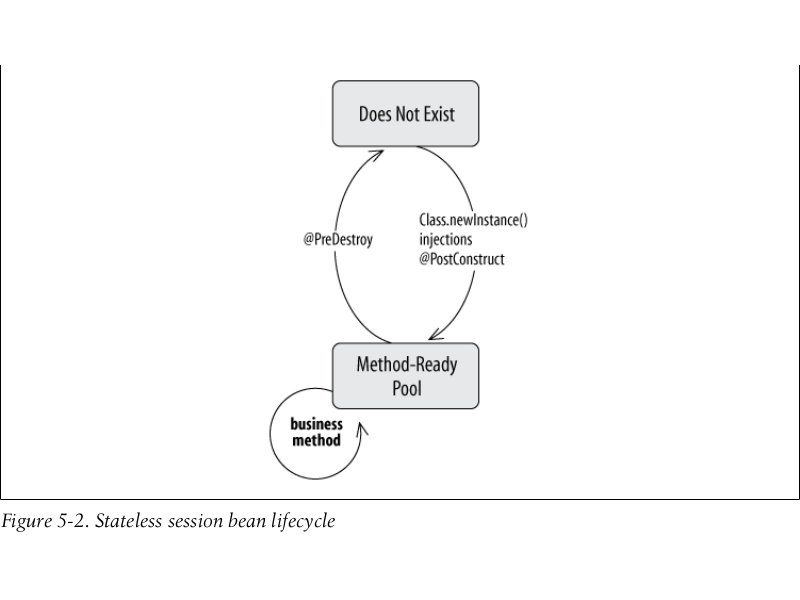 Does Not Exist
Class.newInstance()
injections
@PostConstruct
@PreDestroy
Method-Ready
Pool
business
method
Figure 5-2. Stateless session bean lifecycle